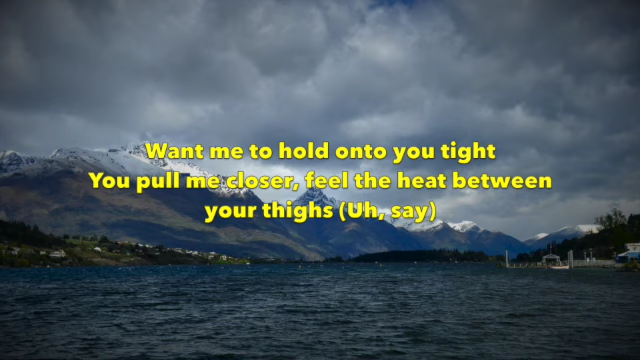 Want me to hold onto you tight
You pull me closer, feel the heat between
your thighs (Uh, say)